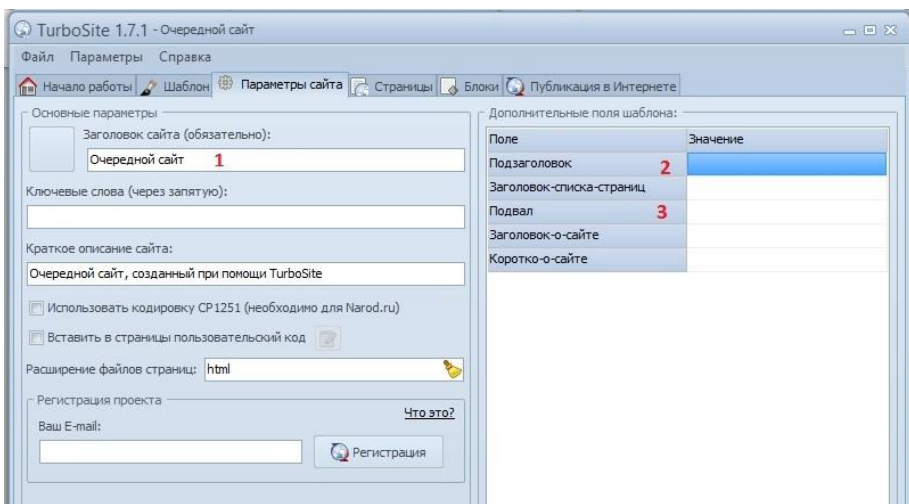 TurboSite 1.7.1 - Очередной сайт
Файл Параметры Справка
Начало работы Шаблон Параметры сайта Страницы Блоки Публикация в Интернете
Основные параметры
Заголовок сайта (обязательно):
Очередной сайт 1
Ключевые слова (через запятую):
Краткое описание сайта:
Очередной сайт, созданный при помощи TurboSite
Использовать кодировку CP1251 (необходимо для Narod.ru)
Вставить в страницы пользовательский код
Расширение файлов страниц: html
Регистрация проекта
Что это?
Ваш E-mail:
Регистрация
Дополнительные поля шаблона:
Поле Значение
Подзаголовок 2
Заголовок-списка-страниц
Подвал 3
Заголовок-о-сайте
Коротко-о-сайте